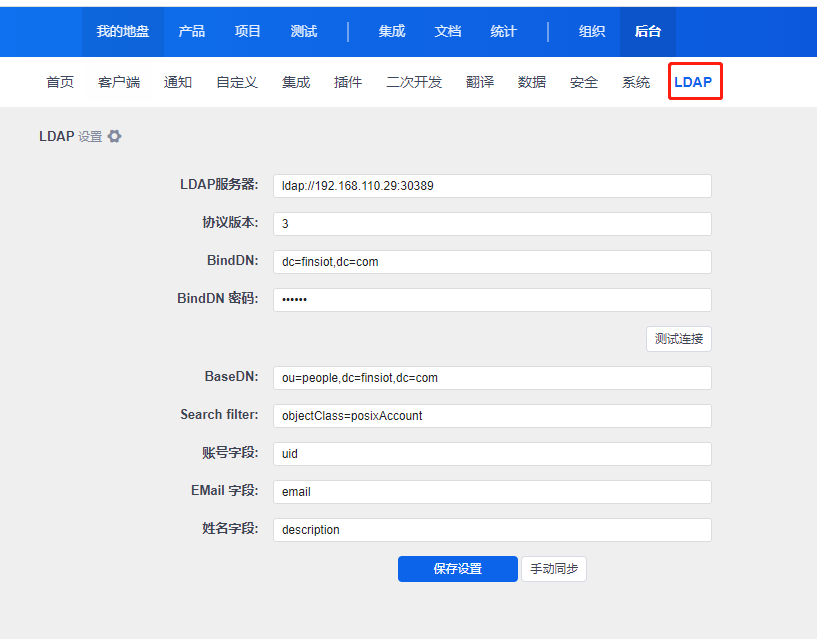 我的地盘 产品 项目 测试 集成 文档 统计 组织 后台
首页 客户端 通知 自定义 集成 插件 二次开发 翻译 数据 安全 系统 LDAP
LDAP 设置
LDAP服务器: ldap://192.168.110.29:30389
协议版本: 3
BindDN: dc=finsiot,dc=com
BindDN 密码: ••••••
测试连接
BaseDN: ou=people,dc=finsiot,dc=com
Search filter: objectClass=posixAccount
账号字段: uid
EMail 字段: email
姓名字段: description
保存设置 手动同步